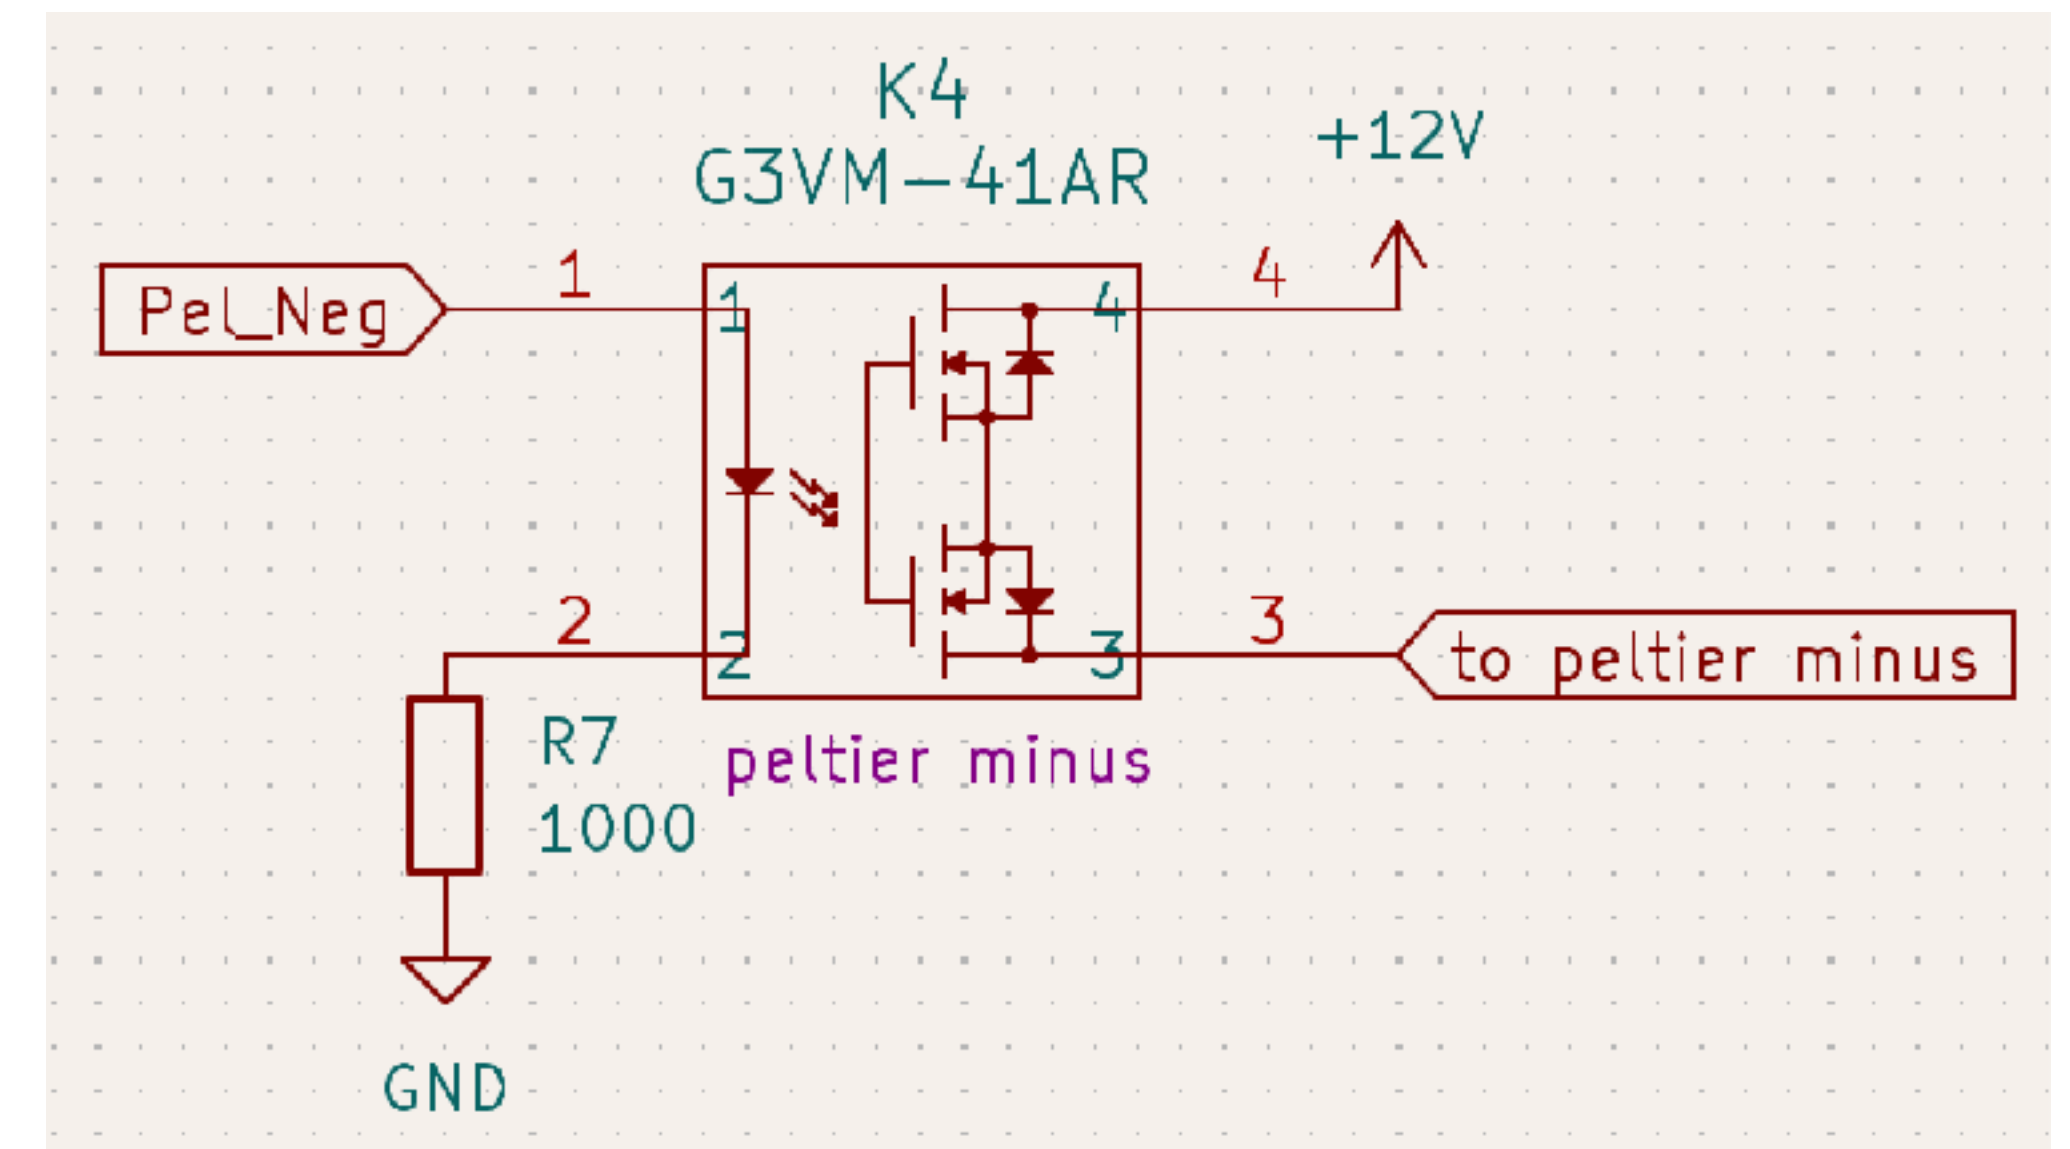 K4
G3VM-41AR
+12V
Pel_Neg
1
1
4
4
2
2
3
3
to peltier minus
R7
1000
peltier minus
GND